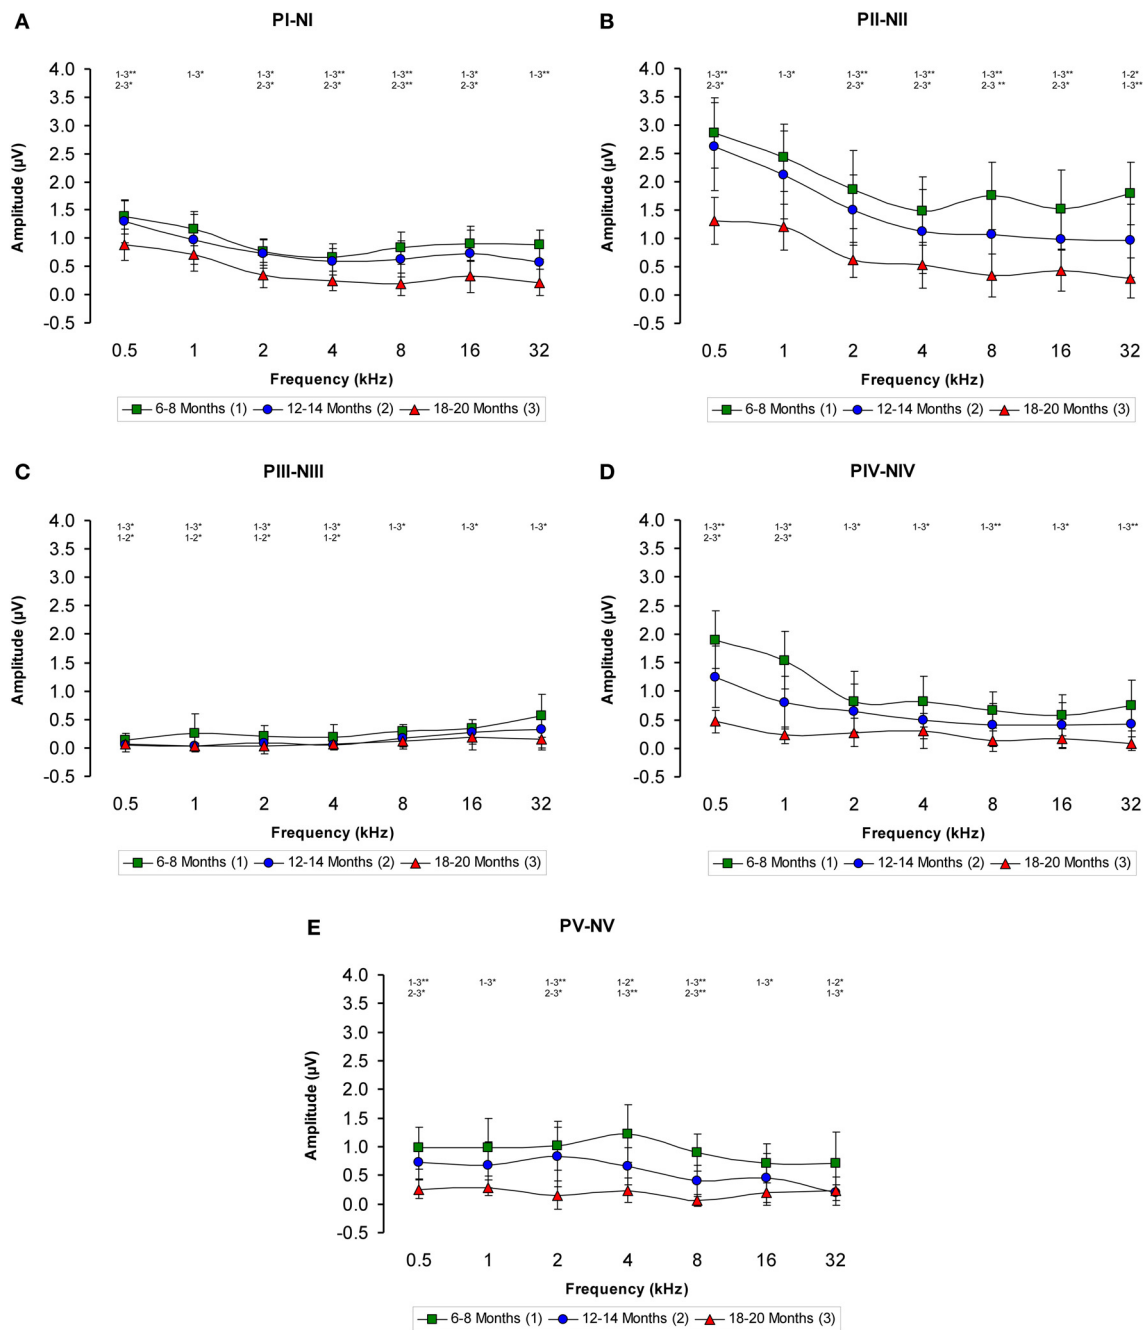 A
PI-NI
1-3** 1-3* 1-3* 1-3** 1-3** 1-3* 1-3**
2-3* 2-3* 2-3* 2-3** 2-3*
4.0
3.5
3.0
2.5
2.0
1.5
1.0
0.5
0.0
-0.5
Amplitude (µV)
0.5 1 2 4 8 16 32
Frequency (kHz)
6-8 Months (1) 12-14 Months (2) 18-20 Months (3)
B
PII-NII
1-3** 1-3* 1-3** 1-3** 1-3** 1-3** 1-2*
2-3* 2-3* 2-3* 2-3 ** 2-3* 1-3**
4.0
3.5
3.0
2.5
2.0
1.5
1.0
0.5
0.0
-0.5
Amplitude (µV)
0.5 1 2 4 8 16 32
Frequency (kHz)
6-8 Months (1) 12-14 Months (2) 18-20 Months (3)
C
PIII-NIII
1-3* 1-3* 1-3* 1-3* 1-3* 1-3* 1-3*
1-2* 1-2* 1-2* 1-2*
4.0
3.5
3.0
2.5
2.0
1.5
1.0
0.5
0.0
-0.5
Amplitude (µV)
0.5 1 2 4 8 16 32
Frequency (kHz)
6-8 Months (1) 12-14 Months (2) 18-20 Months (3)
D
PIV-NIV
1-3** 1-3* 1-3* 1-3* 1-3** 1-3* 1-3**
2-3* 2-3*
4.0
3.5
3.0
2.5
2.0
1.5
1.0
0.5
0.0
-0.5
Amplitude (µV)
0.5 1 2 4 8 16 32
Frequency (kHz)
6-8 Months (1) 12-14 Months (2) 18-20 Months (3)
E
PV-NV
1-3** 1-3* 1-3** 1-2* 1-3** 1-3* 1-2*
2-3* 2-3* 1-3** 2-3** 1-3*
4.0
3.5
3.0
2.5
2.0
1.5
1.0
0.5
0.0
-0.5
Amplitude (µV)
0.5 1 2 4 8 16 32
Frequency (kHz)
6-8 Months (1) 12-14 Months (2) 18-20 Months (3)